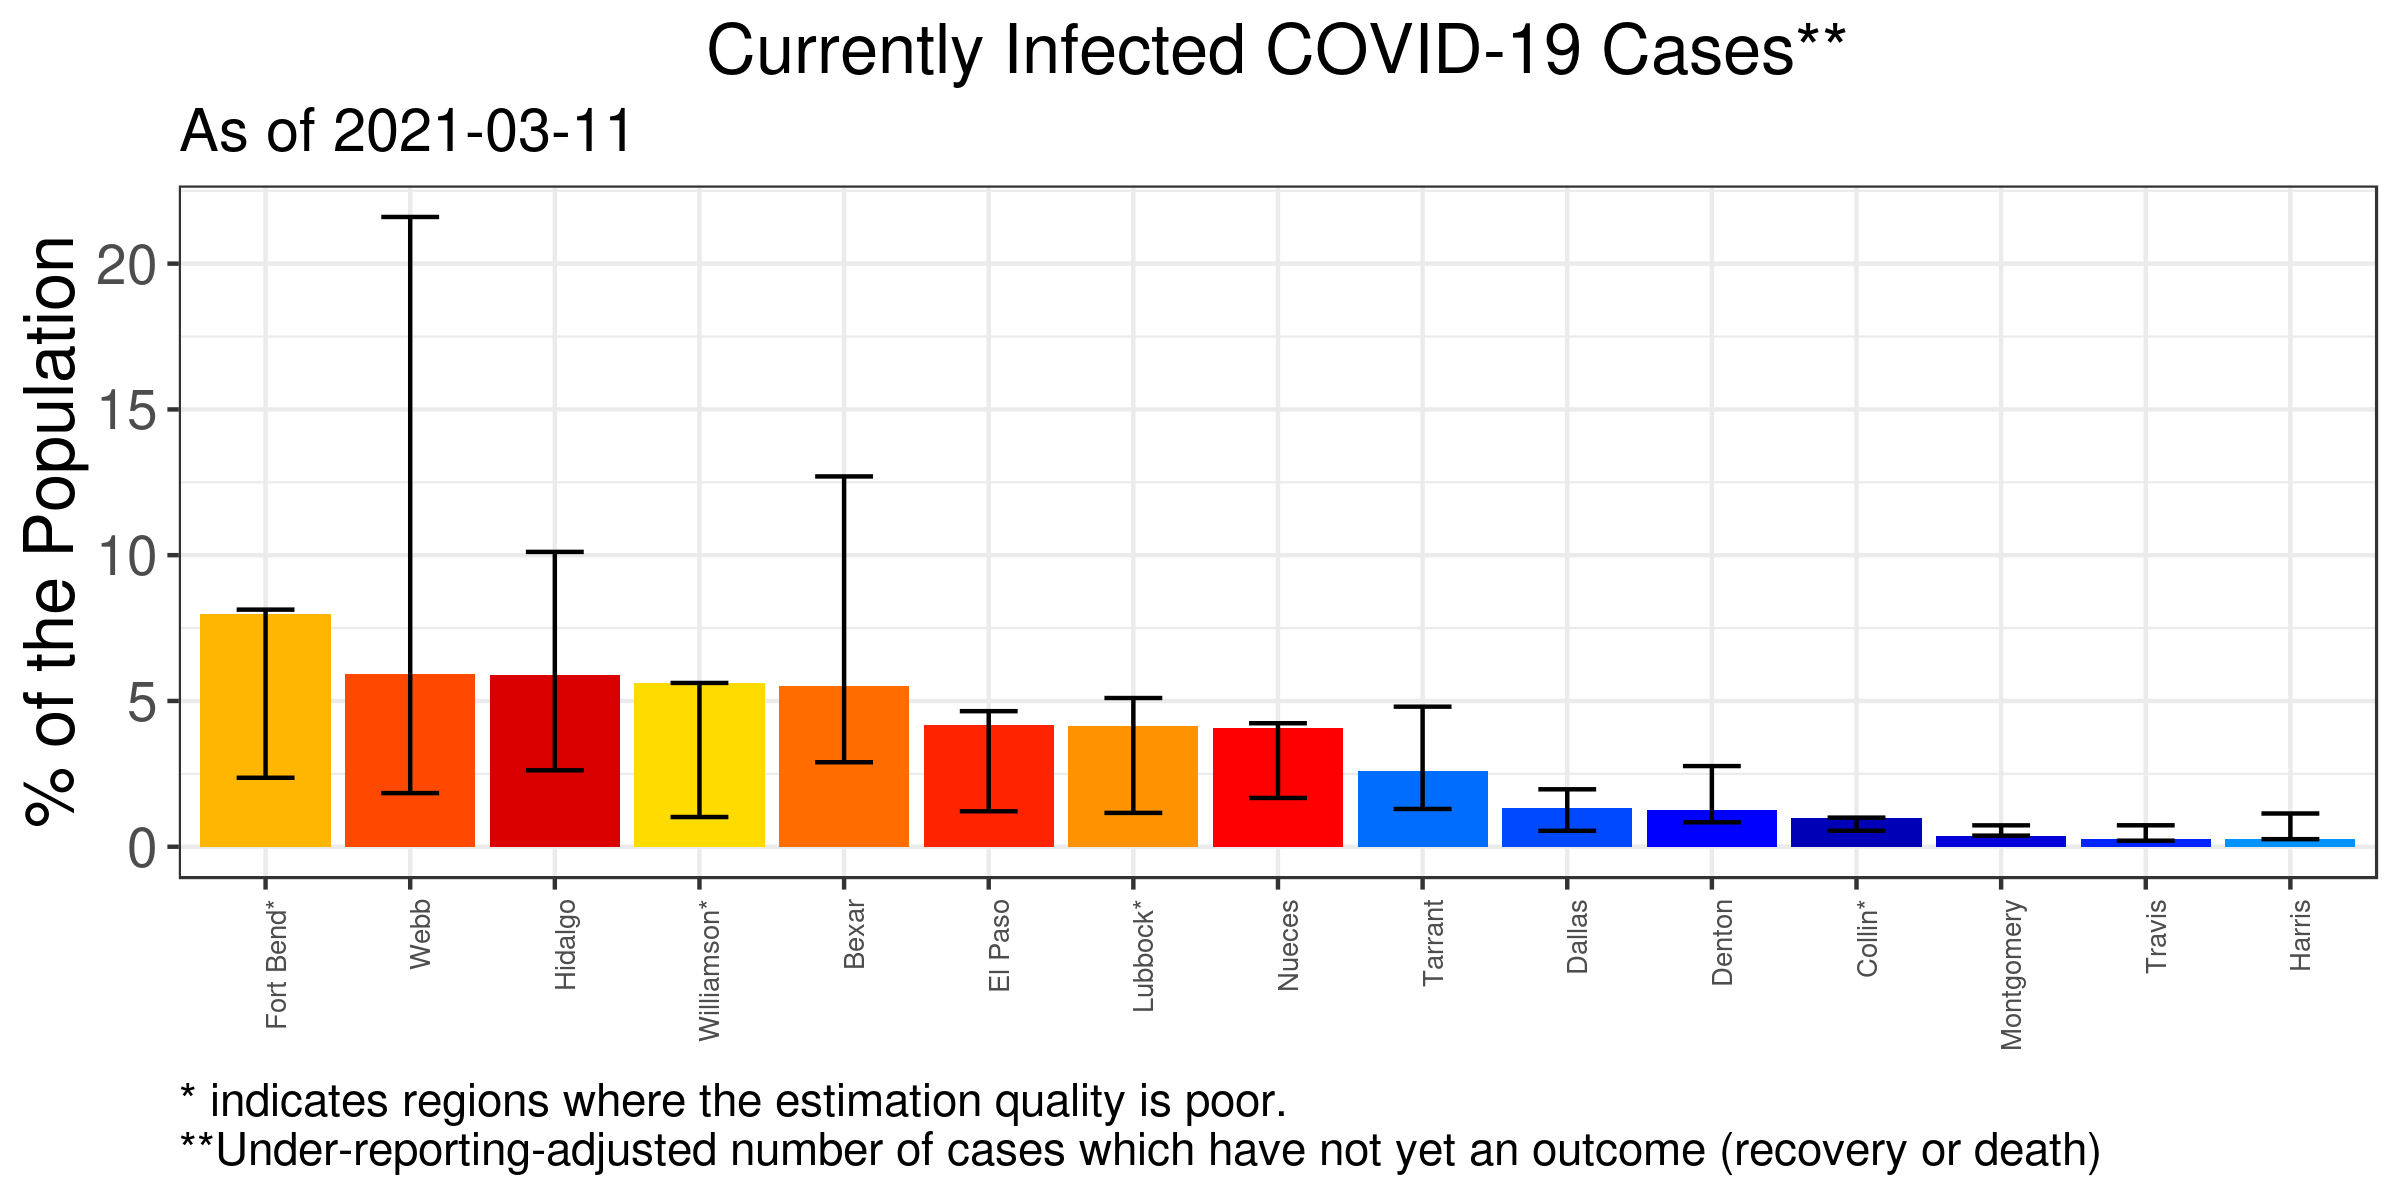 Currently Infected COVID-19 Cases**
As of 2021-03-11
% of the Population
20
15
10
5
0
Fort Bend*
Webb
Hidalgo
Williamson*
Bexar
El Paso
Lubbock*
Nueces
Tarrant
Dallas
Denton
Collin*
Montgomery
Travis
Harris
* indicates regions where the estimation quality is poor.
**Under-reporting-adjusted number of cases which have not yet an outcome (recovery or death)